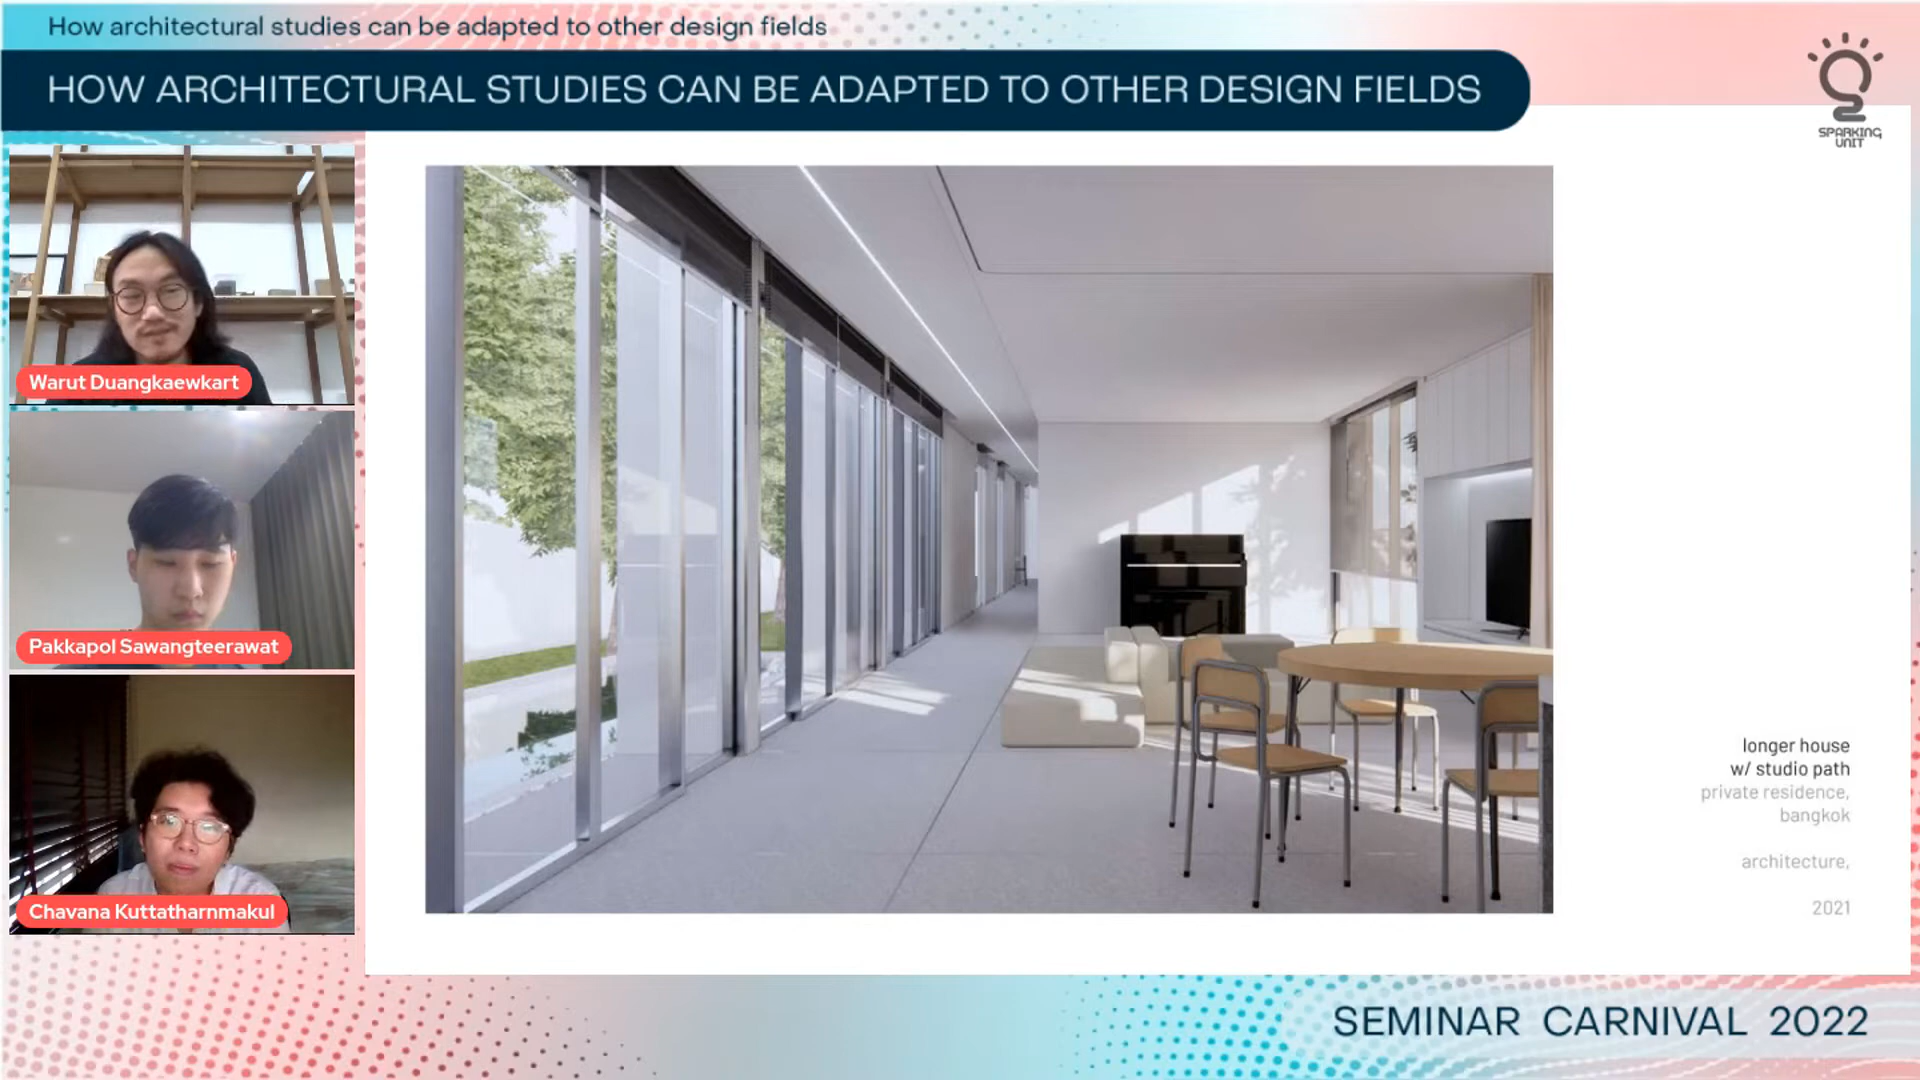 How architectural studies can be adapted to other design fields
HOW ARCHITECTURAL STUDIES CAN BE ADAPTED TO OTHER DESIGN FIELDS
SPARKING
UNIT
Warut Duangkaewkart
Pakkapol Sawangteerawat
Chavana Kuttatharnmakul
longer house
w/ studio path
private residence,
bangkok
architecture,
2021
SEMINAR CARNIVAL 2022